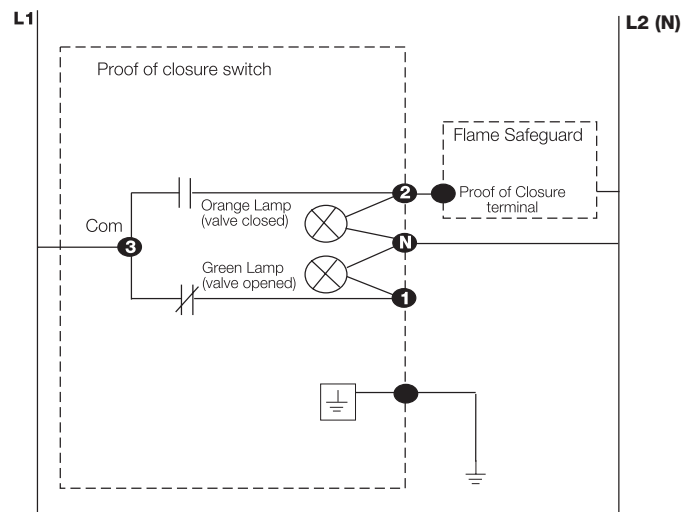 L1
L2 (N)
Proof of closure switch
Flame Safeguard
2
Proof of Closure
terminal
Orange Lamp
(valve closed)
Com
3
N
Green Lamp
(valve opened)
1